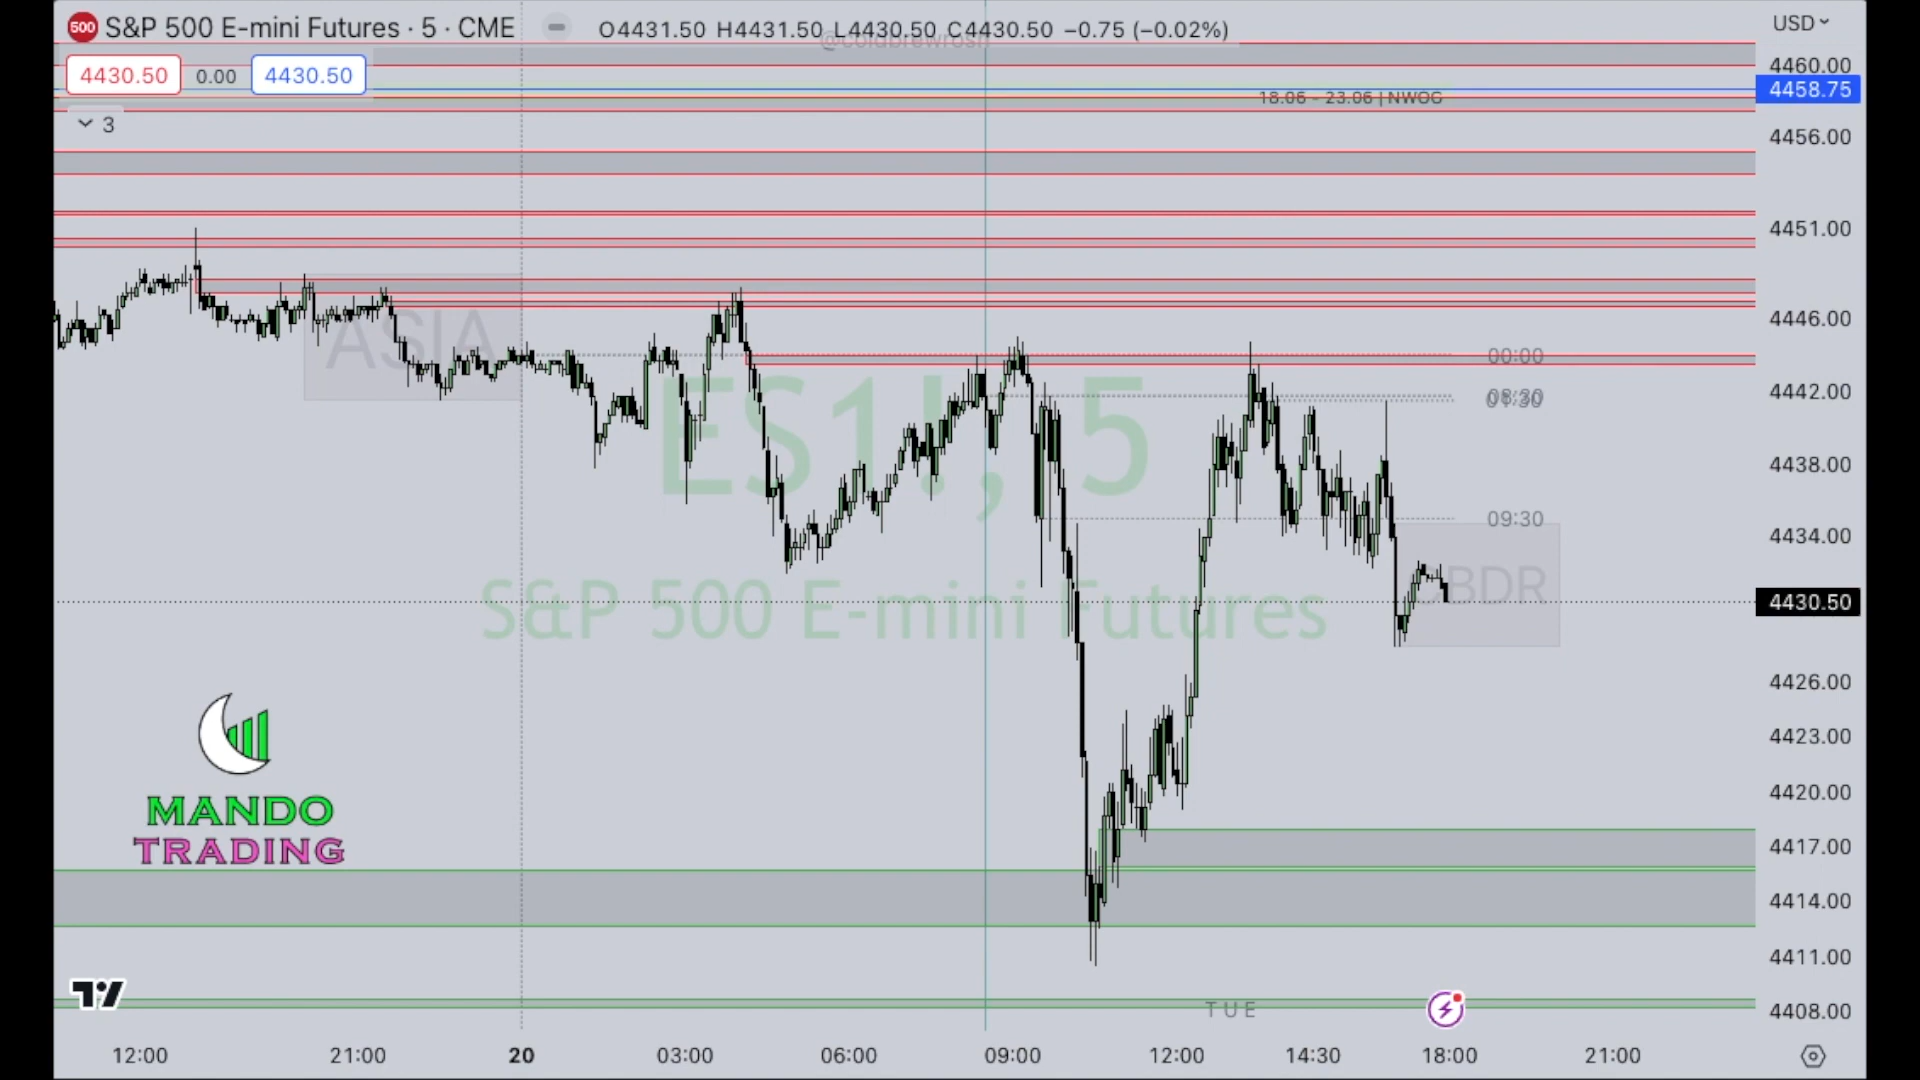 500 S&P 500 E-mini Futures · 5 · CME
O4431.50 H4431.50 L4430.50 C4430.50 −0.75 (−0.02%)
@coldbrewrosh
USD
4430.50 0.00 4430.50
3
18.06 - 23.06 | NWOG
4460.00
4458.75
4456.00
4451.00
4446.00
4442.00
4438.00
4434.00
4430.50
4426.00
4423.00
4420.00
4417.00
4414.00
4411.00
4408.00
ASIA
00:00
08:30
01:30
09:30
CBDR
ES1!, 5
S&P 500 E-mini Futures
MANDO
TRADING
TUE
12:00 21:00 20 03:00 06:00 09:00 12:00 14:30 18:00 21:00